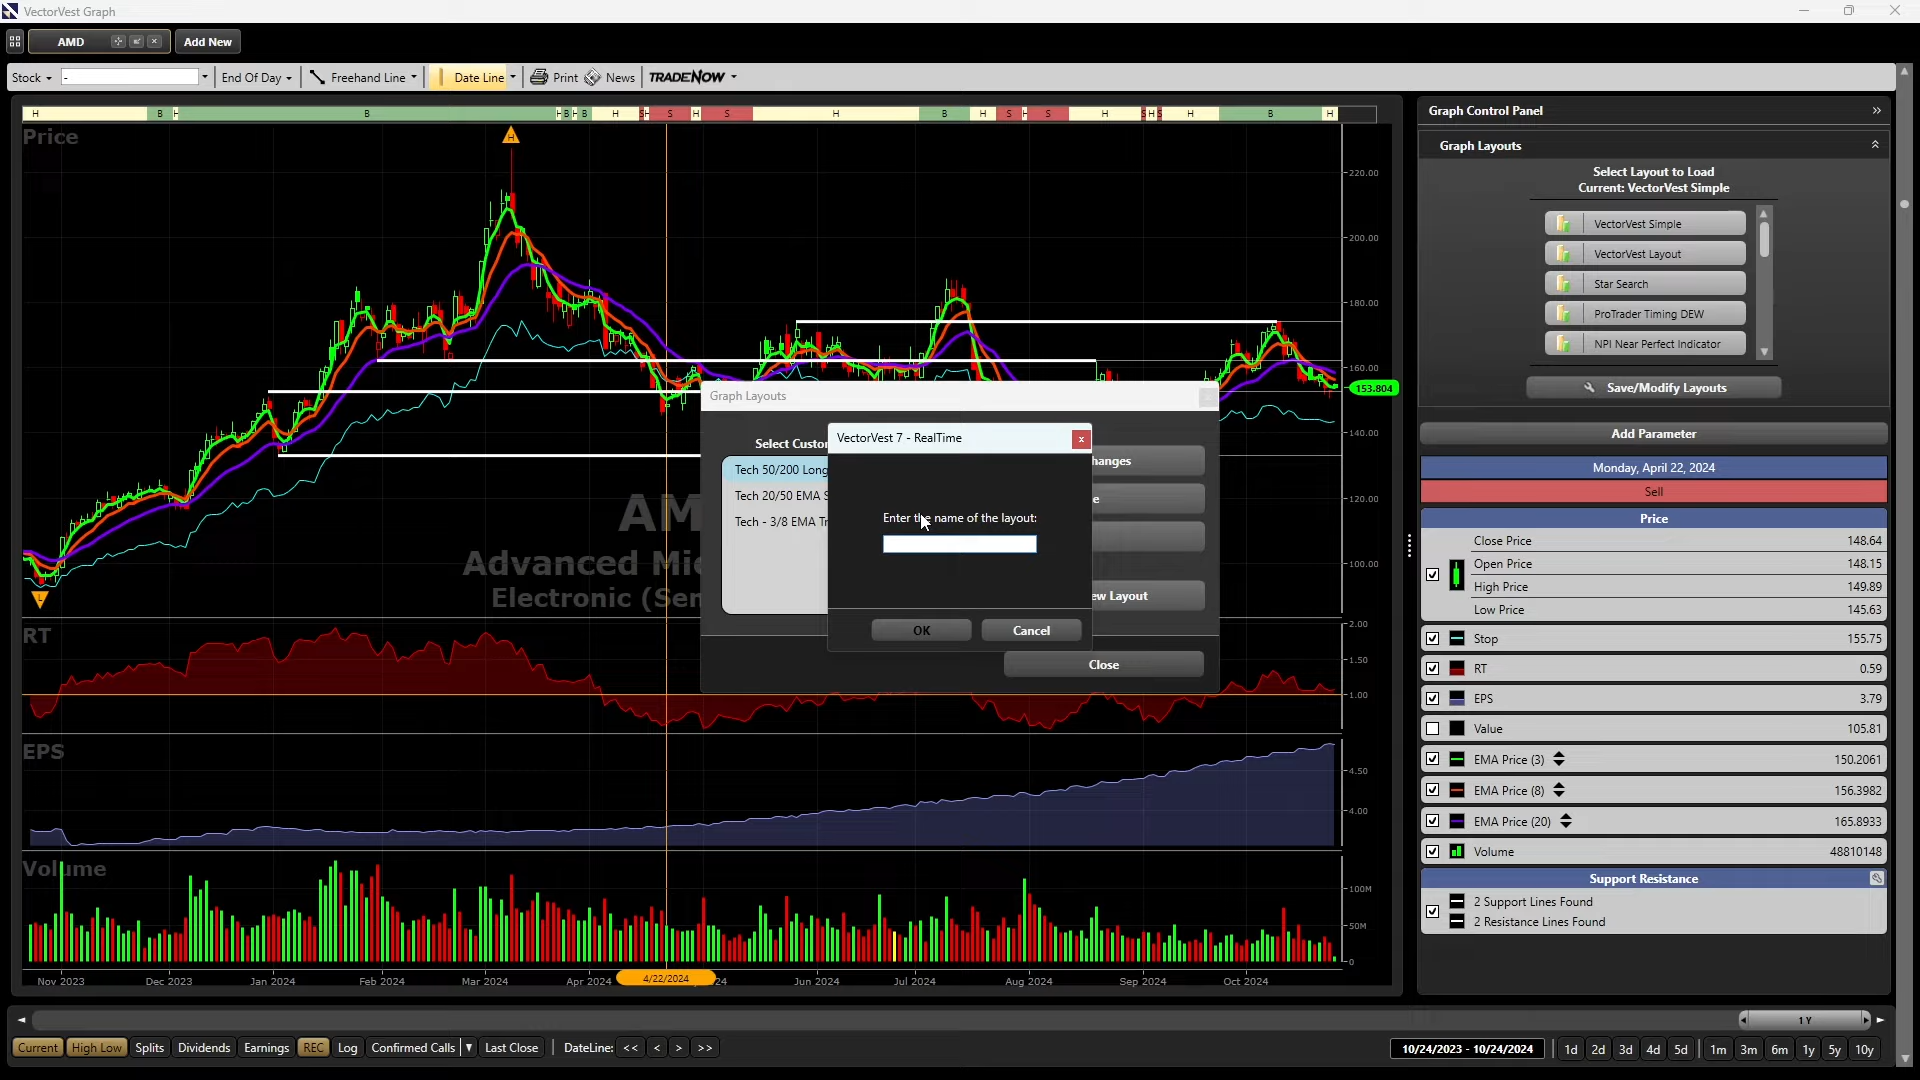 VectorVest Graph
AMD
Add New
Stock
-
End Of Day
Freehand Line
Date Line
Print
News
TRADENOW
H B H B H B H B H S H S H S H B H S H S H S H S B H
Price
220.00
200.00
180.00
160.00
153.804
140.00
120.00
100.00
AM
Advanced Mic
Electronic (Sem
RT
2.00
1.50
1.00
EPS
4.50
4.00
Volume
100M
50M
0
Nov 2023
Dec 2023
Jan 2024
Feb 2024
Mar 2024
Apr 2024
4/22/2024
24
Jun 2024
Jul 2024
Aug 2024
Sep 2024
Oct 2024
Graph Layouts
Select Custo
Tech 50/200 Long
Tech 20/50 EMA S
Tech - 3/8 EMA Tr
hanges
e
ew Layout
Close
VectorVest 7 - RealTime
Enter the name of the layout:
OK
Cancel
Graph Control Panel
Graph Layouts
Select Layout to Load
Current: VectorVest Simple
VectorVest Simple
VectorVest Layout
Star Search
ProTrader Timing DEW
NPI Near Perfect Indicator
Save/Modify Layouts
Add Parameter
Monday, April 22, 2024
Sell
Price
Close Price 148.64
Open Price 148.15
High Price 149.89
Low Price 145.63
Stop 155.75
RT 0.59
EPS 3.79
Value 105.81
EMA Price (3) 150.2061
EMA Price (8) 156.3982
EMA Price (20) 165.8933
Volume 48810148
Support Resistance
2 Support Lines Found
2 Resistance Lines Found
1 Y
Current
High Low
Splits
Dividends
Earnings
REC
Log
Confirmed Calls
Last Close
DateLine: << < > >>
10/24/2023 - 10/24/2024
1d 2d 3d 4d 5d 1m 3m 6m 1y 5y 10y